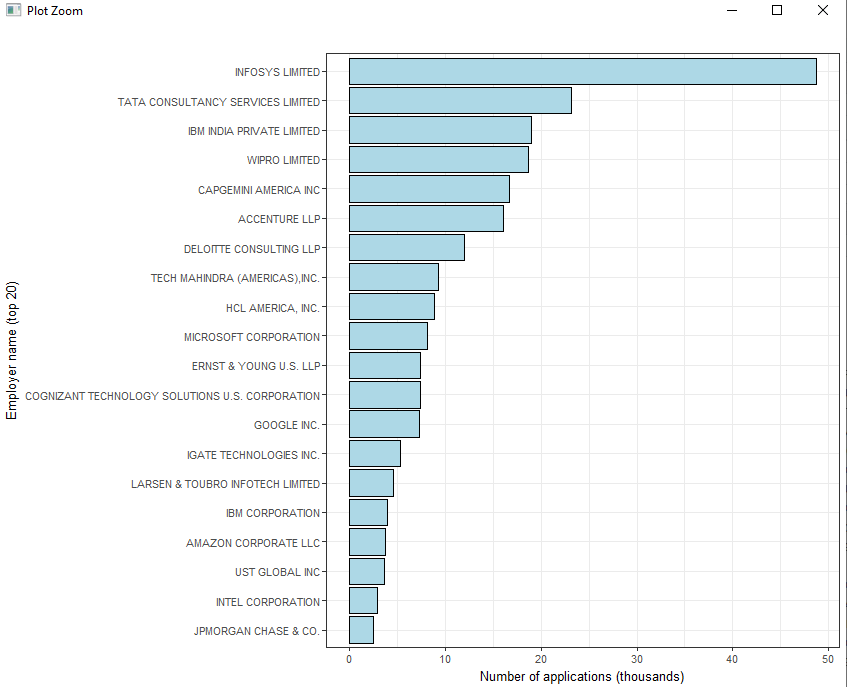 Plot Zoom
INFOSYS LIMITED
TATA CONSULTANCY SERVICES LIMITED
IBM INDIA PRIVATE LIMITED
WIPRO LIMITED
CAPGEMINI AMERICA INC
ACCENTURE LLP
DELOITTE CONSULTING LLP
TECH MAHINDRA (AMERICAS),INC.
HCL AMERICA, INC.
MICROSOFT CORPORATION
ERNST & YOUNG U.S. LLP
COGNIZANT TECHNOLOGY SOLUTIONS U.S. CORPORATION
GOOGLE INC.
IGATE TECHNOLOGIES INC.
LARSEN & TOUBRO INFOTECH LIMITED
IBM CORPORATION
AMAZON CORPORATE LLC
UST GLOBAL INC
INTEL CORPORATION
JPMORGAN CHASE & CO.
Employer name (top 20)
0 10 20 30 40 50
Number of applications (thousands)